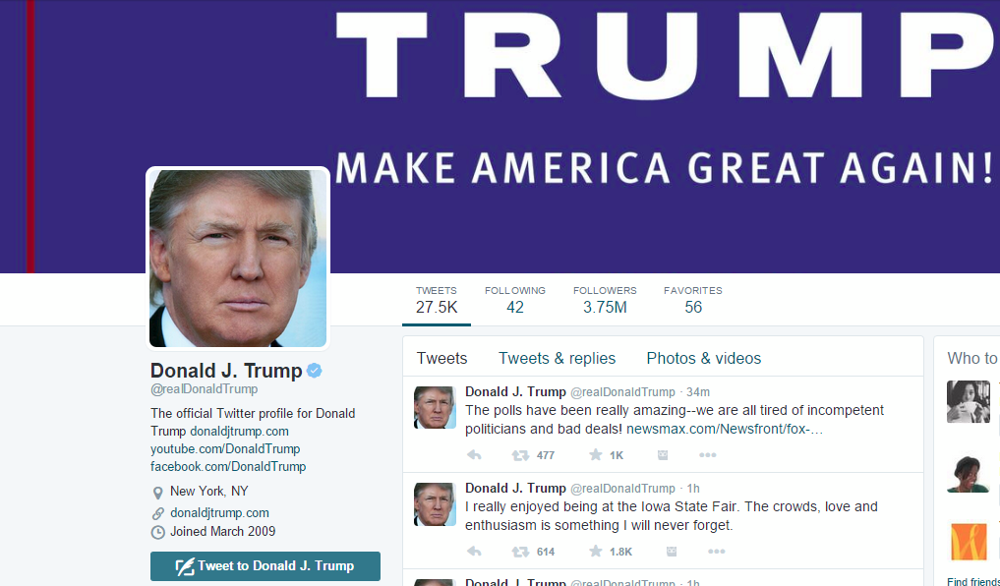 TRUMP
MAKE AMERICA GREAT AGAIN!
TWEETS
27.5K
FOLLOWING
42
FOLLOWERS
3.75M
FAVORITES
56
Donald J. Trump
@realDonaldTrump
The official Twitter profile for Donald
Trump donaldjtrump.com
youtube.com/DonaldTrump
facebook.com/DonaldTrump
New York, NY
donaldjtrump.com
Joined March 2009
Tweet to Donald J. Trump
Tweets Tweets & replies Photos & videos
Donald J. Trump @realDonaldTrump · 34m
The polls have been really amazing--we are all tired of incompetent
politicians and bad deals! newsmax.com/Newsfront/fox-…
477 1K
Donald J. Trump @realDonaldTrump · 1h
I really enjoyed being at the Iowa State Fair. The crowds, love and
enthusiasm is something I will never forget.
614 1.8K
Donald J. Trump @realDonaldTrump · 1h
Who to
Find friends